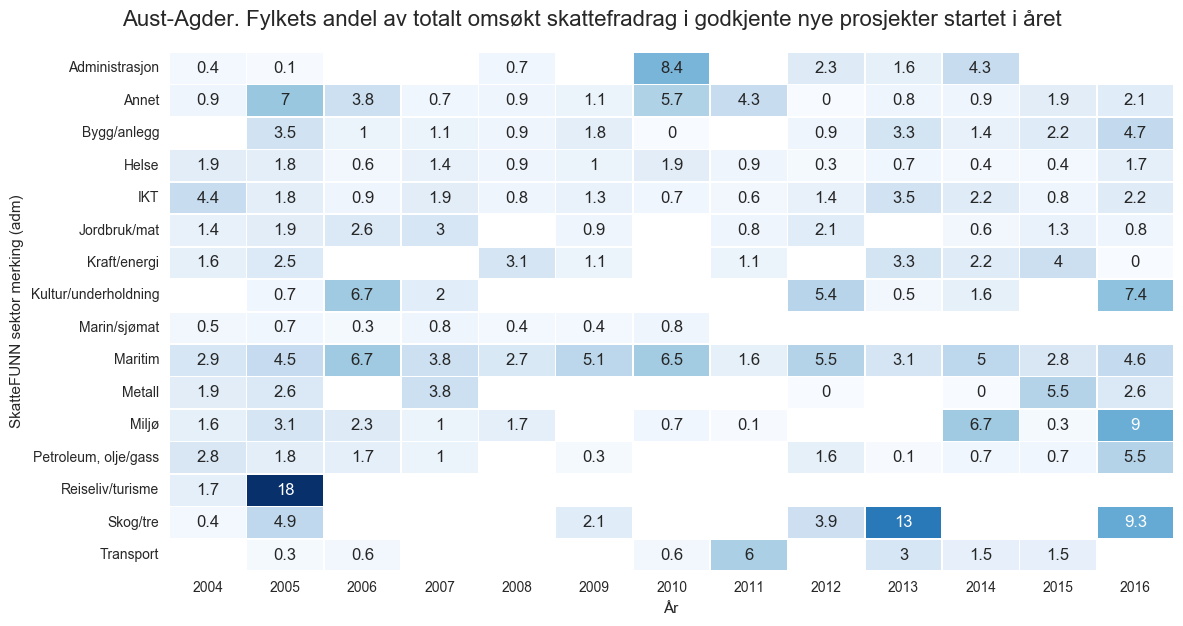 Aust-Agder. Fylkets andel av totalt omsøkt skattefradrag i godkjente nye prosjekter startet i året
SkatteFUNN sektor merking (adm)
Administrasjon 0.4 0.1 0.7 8.4 2.3 1.6 4.3
Annet 0.9 7 3.8 0.7 0.9 1.1 5.7 4.3 0 0.8 0.9 1.9 2.1
Bygg/anlegg 3.5 1 1.1 0.9 1.8 0 0.9 3.3 1.4 2.2 4.7
Helse 1.9 1.8 0.6 1.4 0.9 1 1.9 0.9 0.3 0.7 0.4 0.4 1.7
IKT 4.4 1.8 0.9 1.9 0.8 1.3 0.7 0.6 1.4 3.5 2.2 0.8 2.2
Jordbruk/mat 1.4 1.9 2.6 3 0.9 0.8 2.1 0.6 1.3 0.8
Kraft/energi 1.6 2.5 3.1 1.1 1.1 3.3 2.2 4 0
Kultur/underholdning 0.7 6.7 2 5.4 0.5 1.6 7.4
Marin/sjømat 0.5 0.7 0.3 0.8 0.4 0.4 0.8
Maritim 2.9 4.5 6.7 3.8 2.7 5.1 6.5 1.6 5.5 3.1 5 2.8 4.6
Metall 1.9 2.6 3.8 0 0 5.5 2.6
Miljø 1.6 3.1 2.3 1 1.7 0.7 0.1 6.7 0.3 9
Petroleum, olje/gass 2.8 1.8 1.7 1 0.3 1.6 0.1 0.7 0.7 5.5
Reiseliv/turisme 1.7 18
Skog/tre 0.4 4.9 2.1 3.9 13 9.3
Transport 0.3 0.6 0.6 6 3 1.5 1.5
2004 2005 2006 2007 2008 2009 2010 2011 2012 2013 2014 2015 2016
År